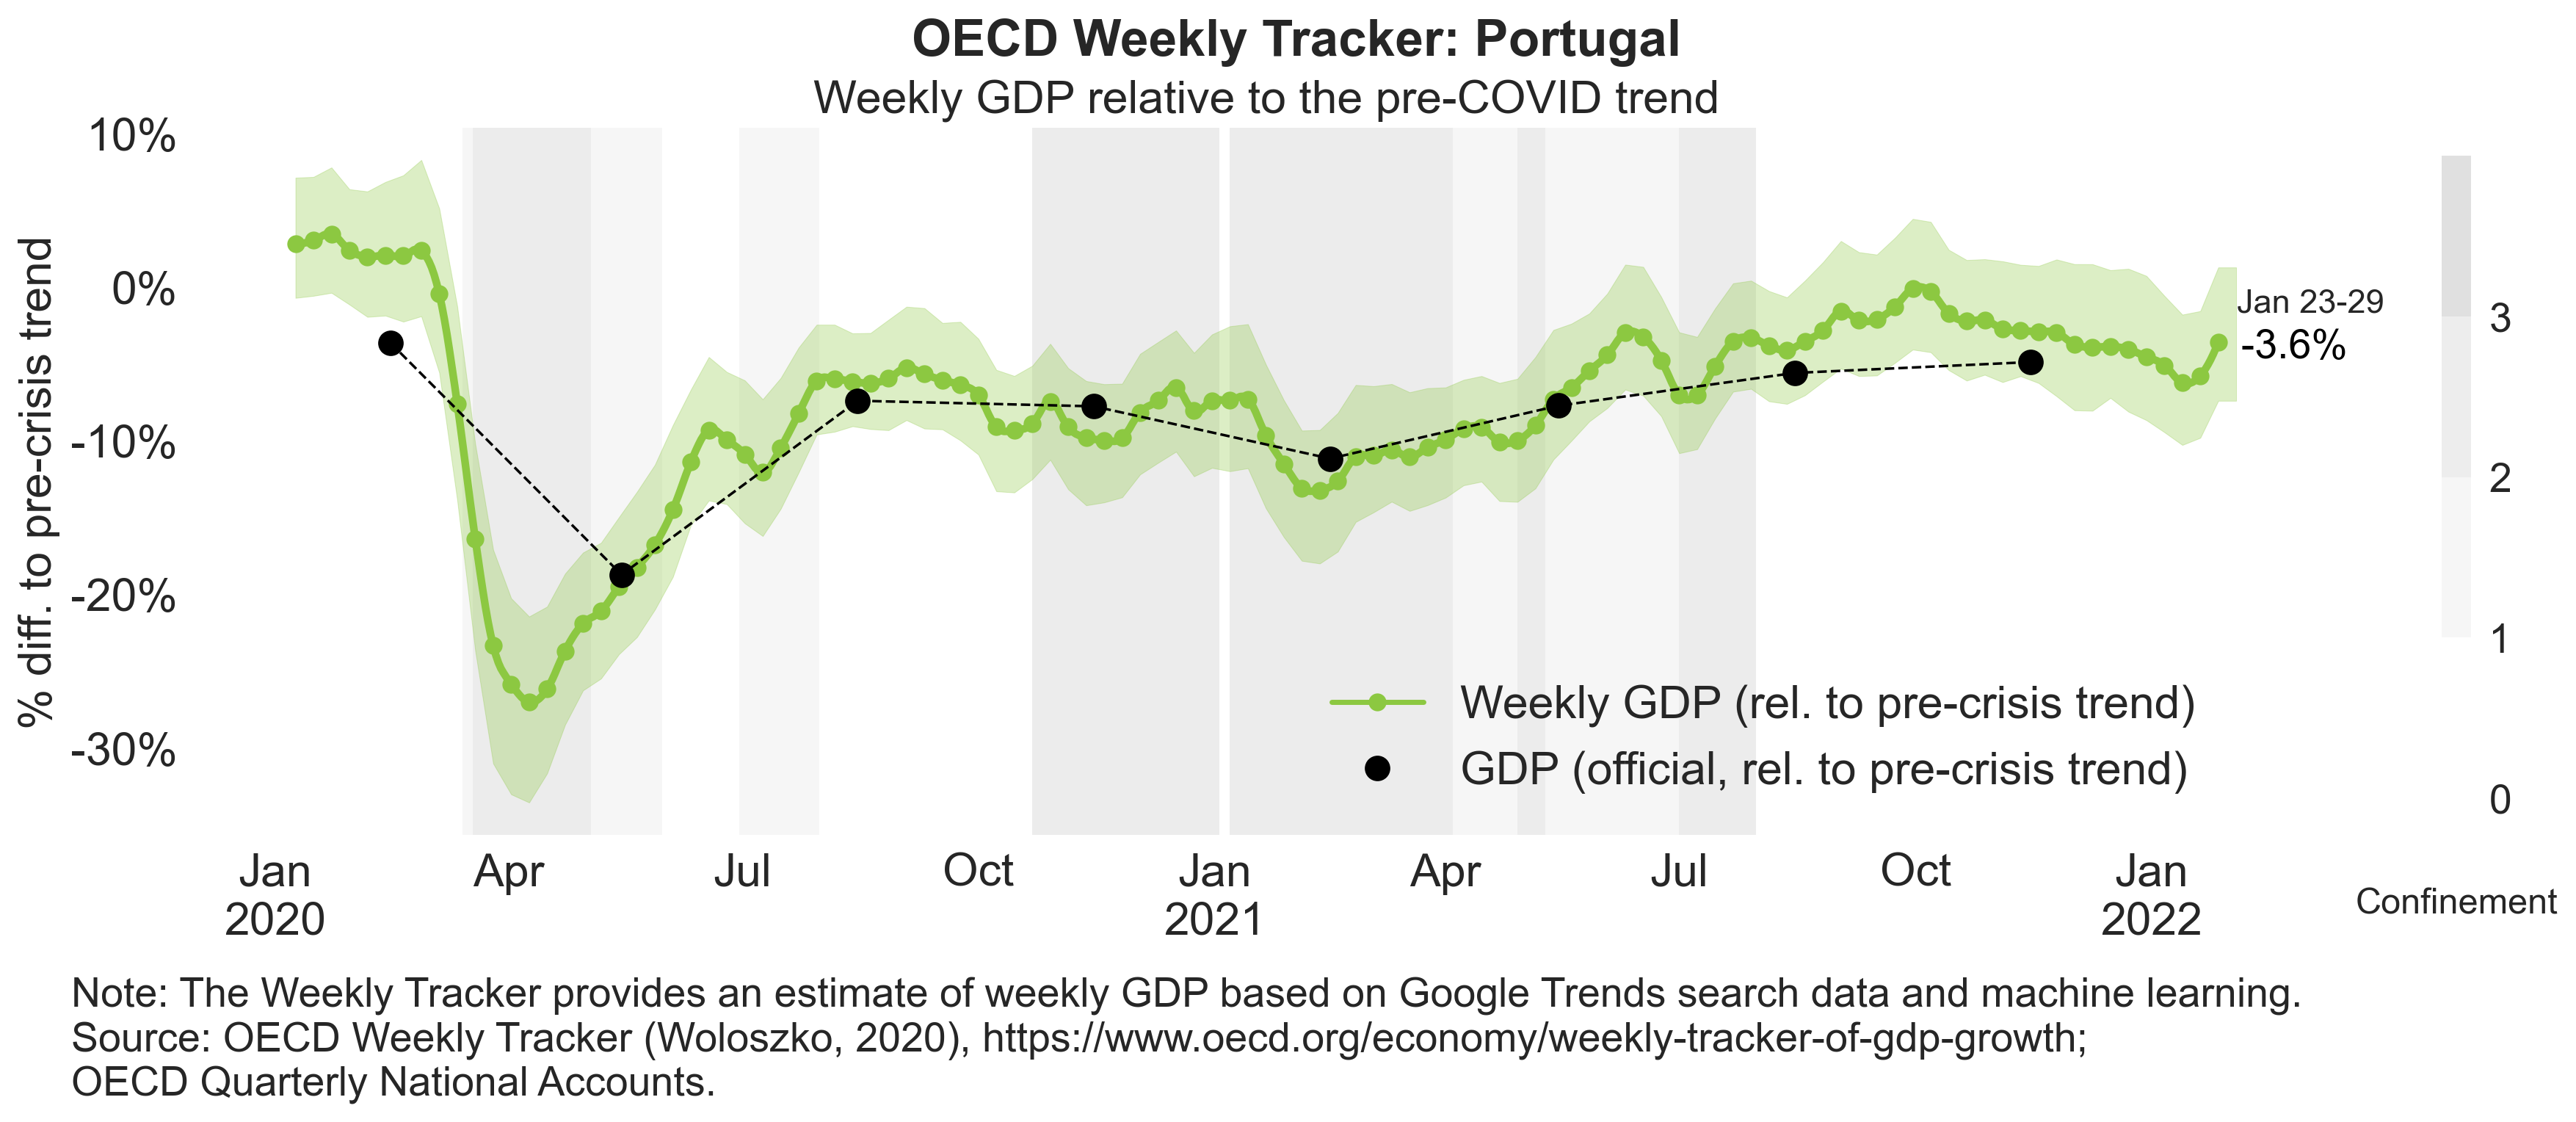 OECD Weekly Tracker: Portugal
Weekly GDP relative to the pre-COVID trend
% diff. to pre-crisis trend
10%
0%
-10%
-20%
-30%
Jan 23-29
-3.6%
3
2
1
0
Confinement
Weekly GDP (rel. to pre-crisis trend)
GDP (official, rel. to pre-crisis trend)
Jan Apr Jul Oct Jan Apr Jul Oct Jan
2020 2021 2022
Note: The Weekly Tracker provides an estimate of weekly GDP based on Google Trends search data and machine learning.
Source: OECD Weekly Tracker (Woloszko, 2020), https://www.oecd.org/economy/weekly-tracker-of-gdp-growth;
OECD Quarterly National Accounts.